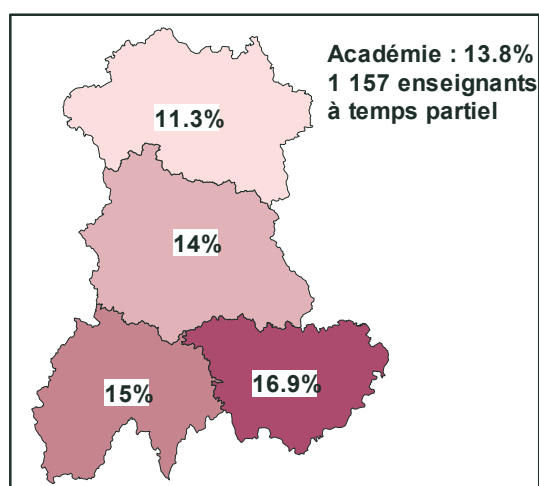 Académie : 13.8%
1 157 enseignants
à temps partiel
11.3%
14%
15%
16.9%